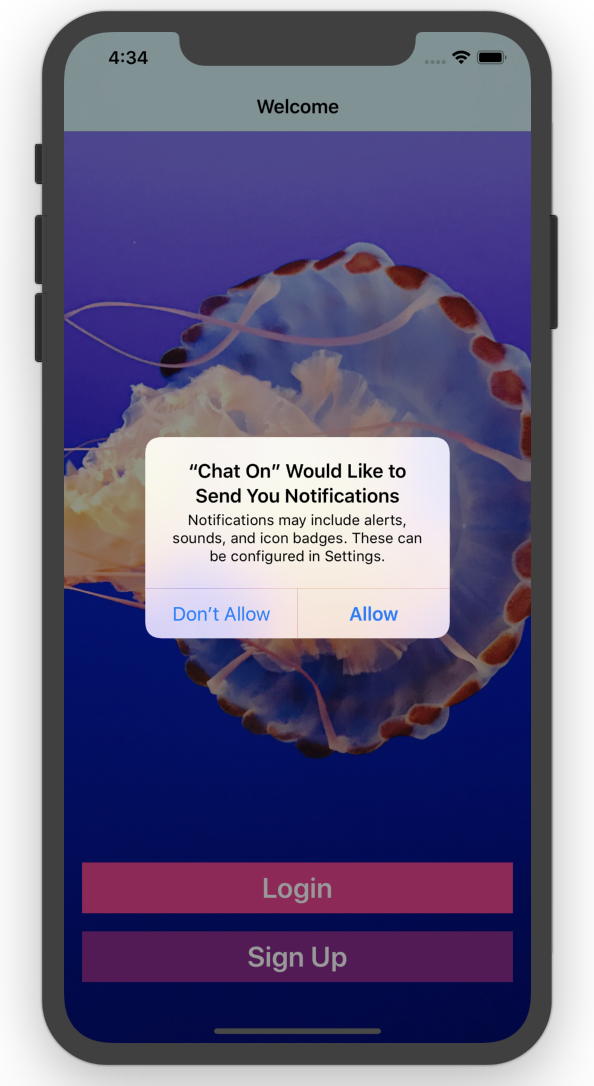 4:34
Welcome
“Chat On” Would Like to
Send You Notifications
Notifications may include alerts,
sounds, and icon badges. These can
be configured in Settings.
Don’t Allow
Allow
Login
Sign Up